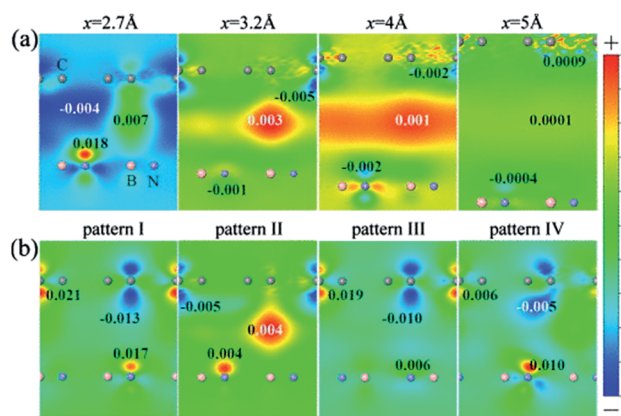 x=2.7Å x=3.2Å x=4Å x=5Å
(a) +
C -0.002 0.0009
-0.004 0.007 -0.005 0.003 0.001 0.0001
0.018 -0.002
B N -0.001 -0.0004
pattern I pattern II pattern III pattern IV
(b)
0.021 -0.005 0.019 0.006 -0.005
-0.013 0.004 -0.010
0.017 0.004 0.006 0.010
—